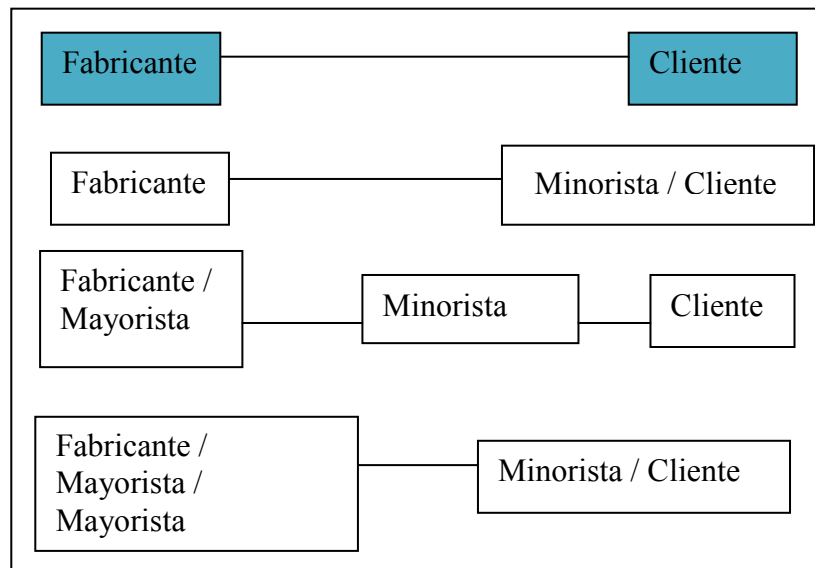 Fabricante
Cliente
Fabricante
Minorista / Cliente
Fabricante /
Mayorista
Minorista
Cliente
Fabricante /
Mayorista /
Mayorista
Minorista / Cliente